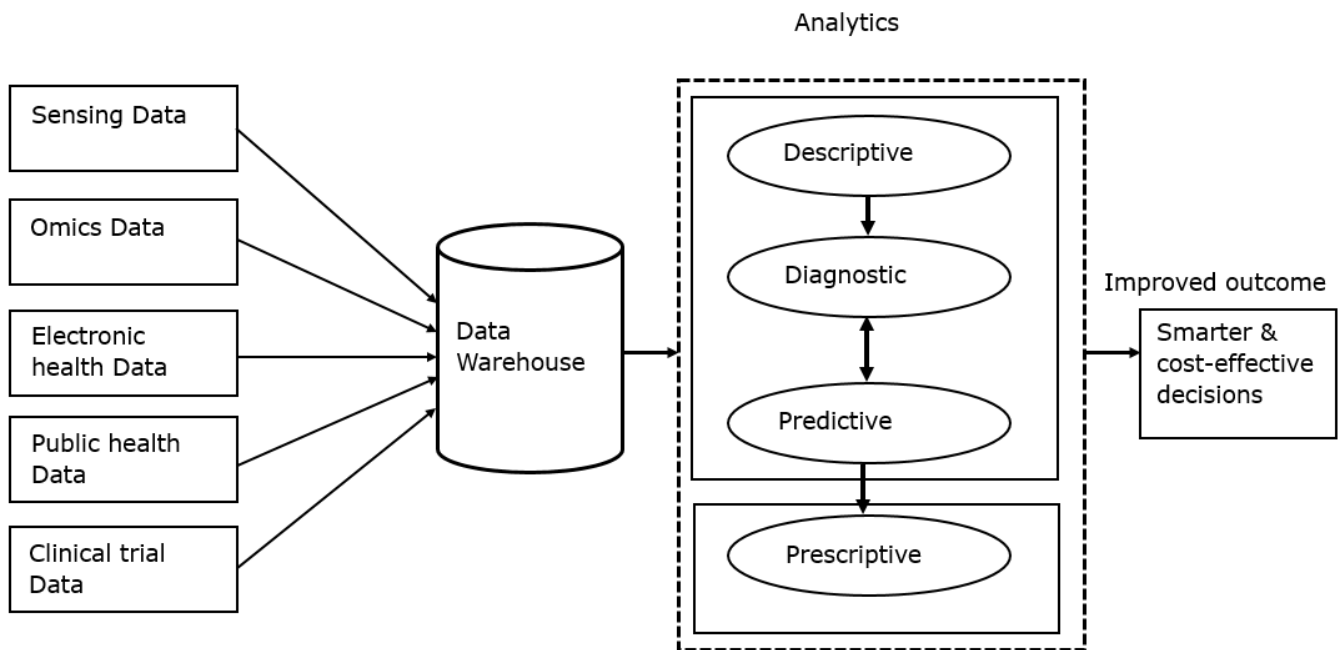 Analytics
Sensing Data
Omics Data
Electronic
health Data
Public health
Data
Clinical trial
Data
Data
Warehouse
Descriptive
Diagnostic
Predictive
Prescriptive
Improved outcome
Smarter &
cost-effective
decisions